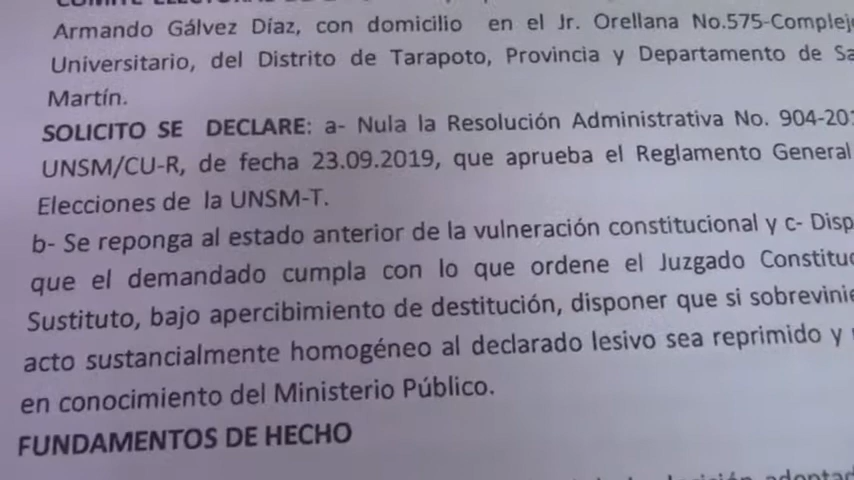 Armando Gálvez Díaz, con domicilio en el Jr. Orellana No.575-Complej
Universitario, del Distrito de Tarapoto, Provincia y Departamento de Sa
Martín.
SOLICITO SE DECLARE: a- Nula la Resolución Administrativa No. 904-201
UNSM/CU-R, de fecha 23.09.2019, que aprueba el Reglamento General
Elecciones de la UNSM-T.
b- Se reponga al estado anterior de la vulneración constitucional y c- Disp
que el demandado cumpla con lo que ordene el Juzgado Constituc
Sustituto, bajo apercibimiento de destitución, disponer que si sobrevinie
acto sustancialmente homogéneo al declarado lesivo sea reprimido y
en conocimiento del Ministerio Público.
FUNDAMENTOS DE HECHO